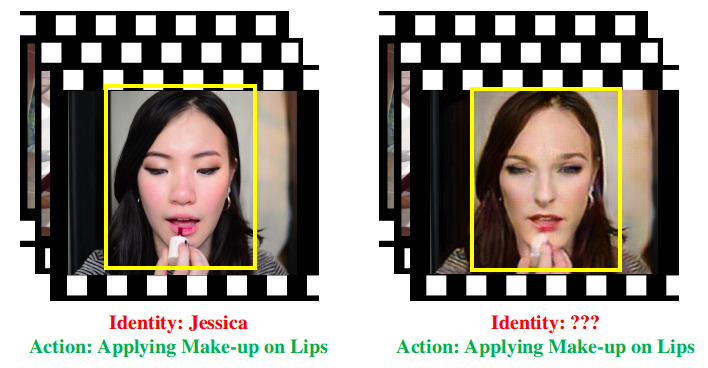 Identity: Jessica
Action: Applying Make-up on Lips
Identity: ???
Action: Applying Make-up on Lips